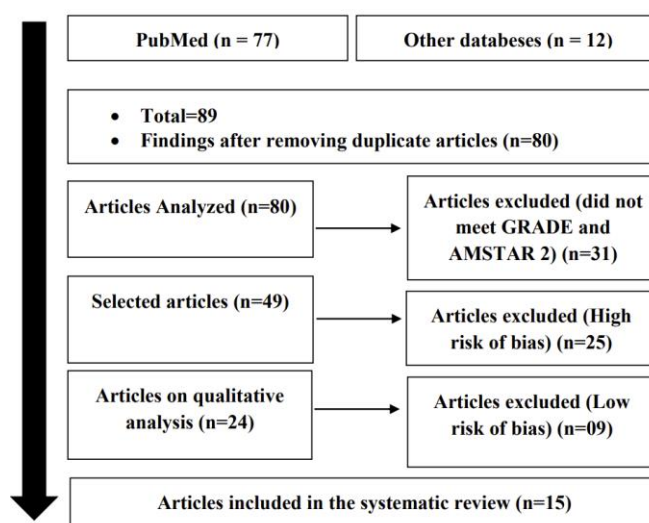 PubMed (n = 77)
Other databeses (n = 12)
• Total=89
• Findings after removing duplicate articles (n=80)
Articles Analyzed (n=80)
Articles excluded (did
not meet GRADE and
AMSTAR 2) (n=31)
Selected articles (n=49)
Articles excluded (High
risk of bias) (n=25)
Articles on qualitative
analysis (n=24)
Articles excluded (Low
risk of bias) (n=09)
Articles included in the systematic review (n=15)